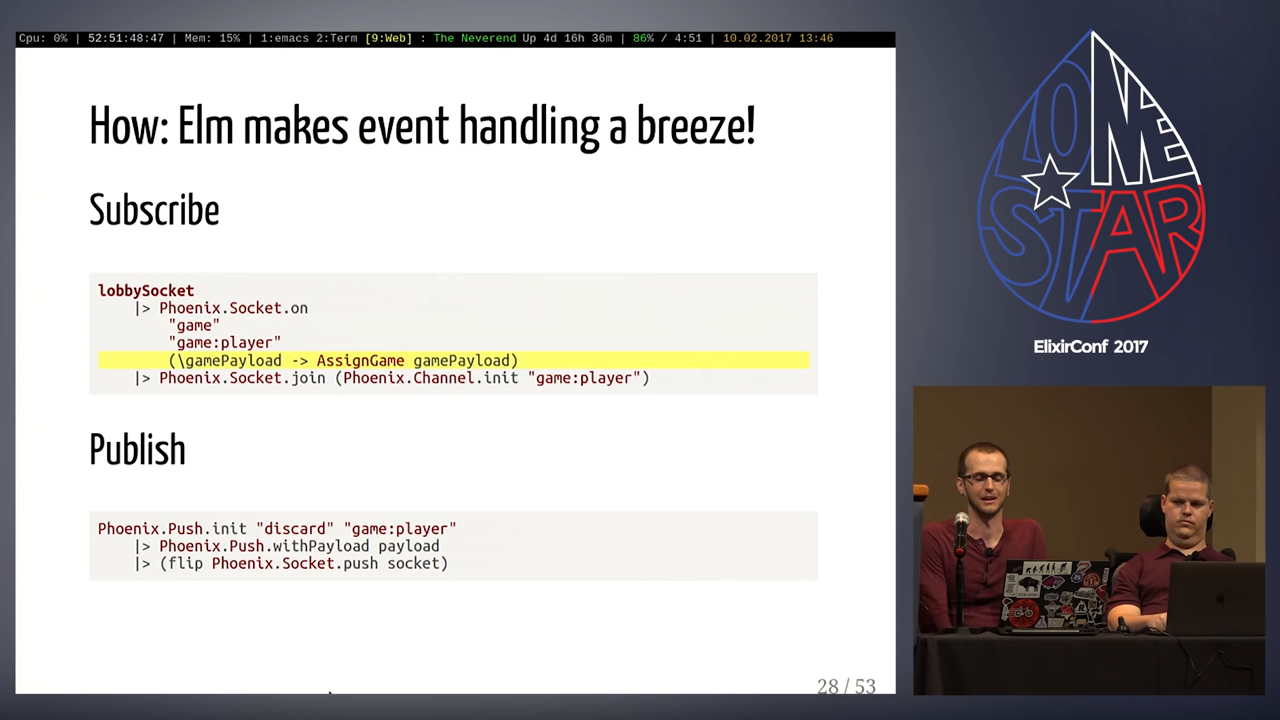 Cpu: 0% | 52:51:48:47 | Mem: 15% | 1:emacs 2:Term [9:Web] : The Neverend Up 4d 16h 36m | 86% / 4:51 | 10.02.2017 13:46
How: Elm makes event handling a breeze!
Subscribe
lobbySocket
|> Phoenix.Socket.on
"game"
"game:player"
(\gamePayload -> AssignGame gamePayload)
|> Phoenix.Socket.join (Phoenix.Channel.init "game:player")
Publish
Phoenix.Push.init "discard" "game:player"
|> Phoenix.Push.withPayload payload
|> (flip Phoenix.Socket.push socket)
28 / 53
LONE
STAR
ElixirConf 2017